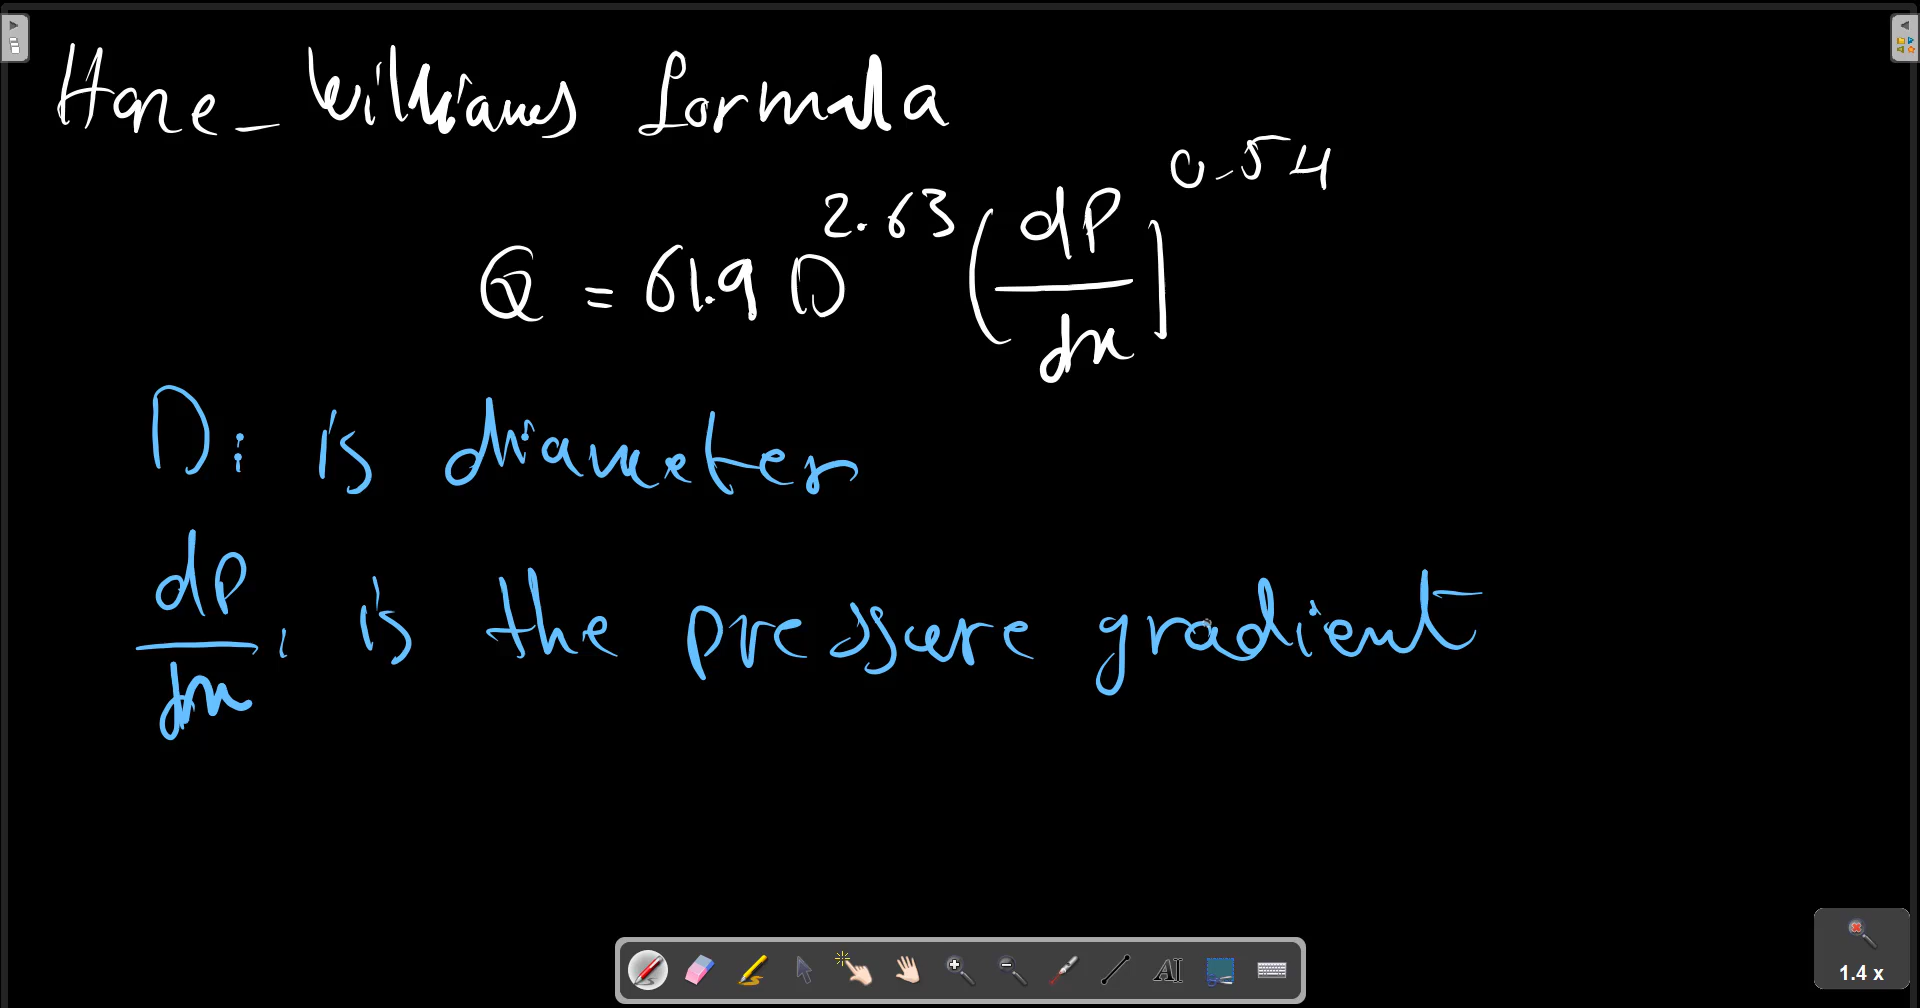 Hane_Williams formula
Q = 61.9 D^2.63 (dP/dx)^0.54
D: is diameter
dP/dx: is the pressure gradient
AI
1.4 x